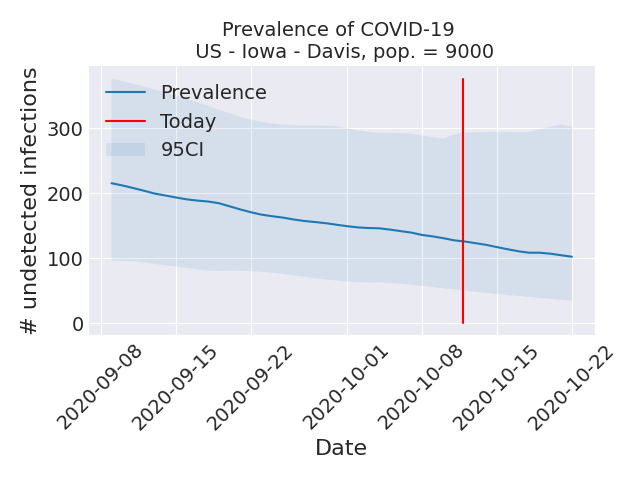 Prevalence of COVID-19
US - Iowa - Davis, pop. = 9000
# undetected infections
300
200
100
0
Prevalence
Today
95CI
2020-09-08
2020-09-15
2020-09-22
2020-10-01
2020-10-08
2020-10-15
2020-10-22
Date